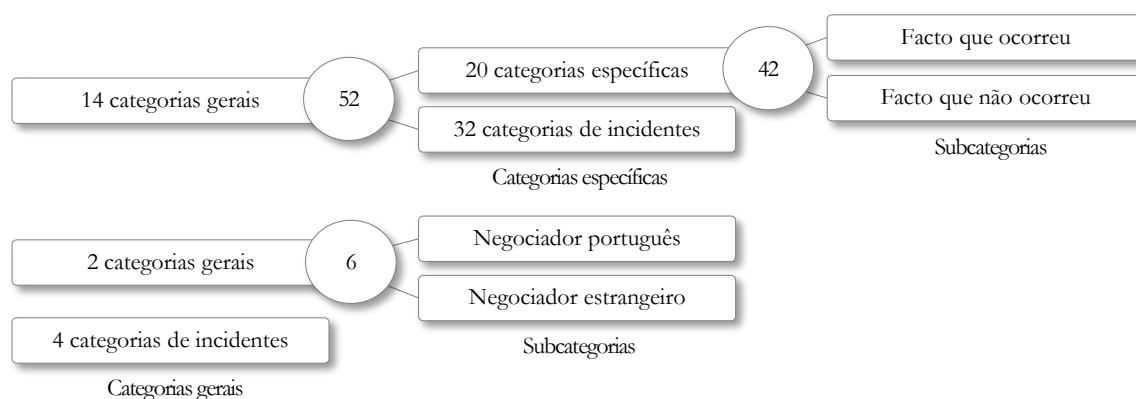 14 categorias gerais
52
20 categorias específicas
32 categorias de incidentes
Categorias específicas
42
Facto que ocorreu
Facto que não ocorreu
Subcategorias
2 categorias gerais
6
Negociador português
Negociador estrangeiro
Subcategorias
4 categorias de incidentes
Categorias gerais